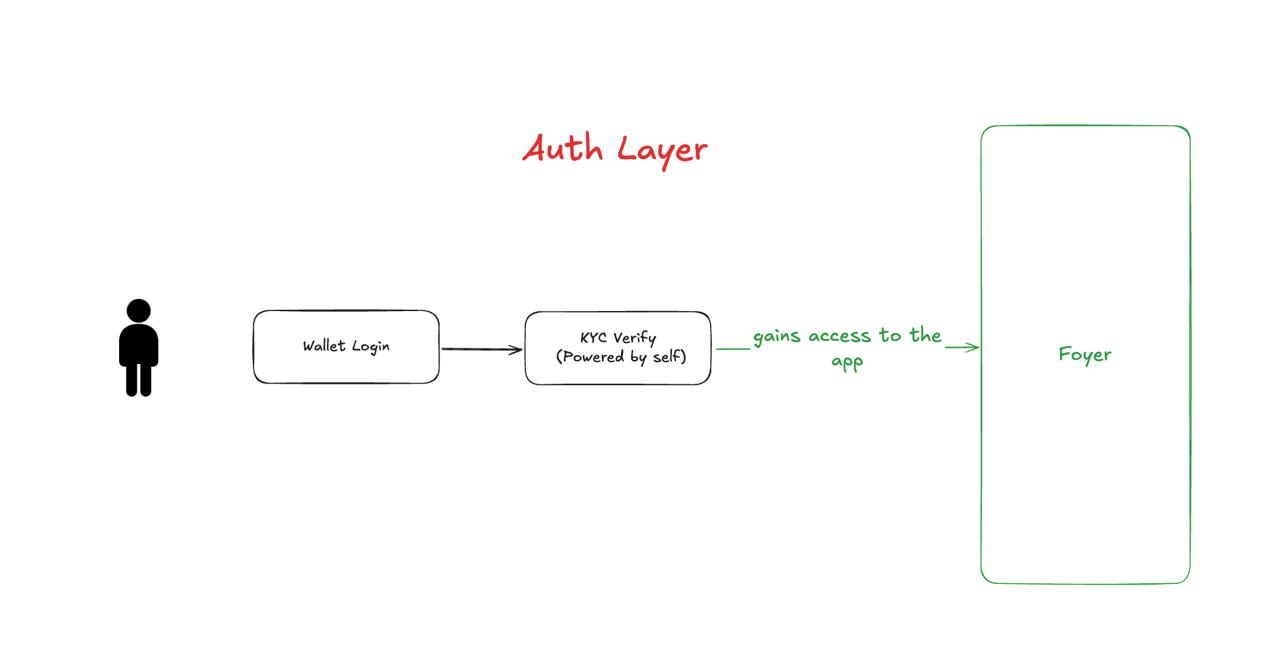 Auth Layer
Wallet Login
KYC Verify
(Powered by self)
gains access to the
app
Foyer